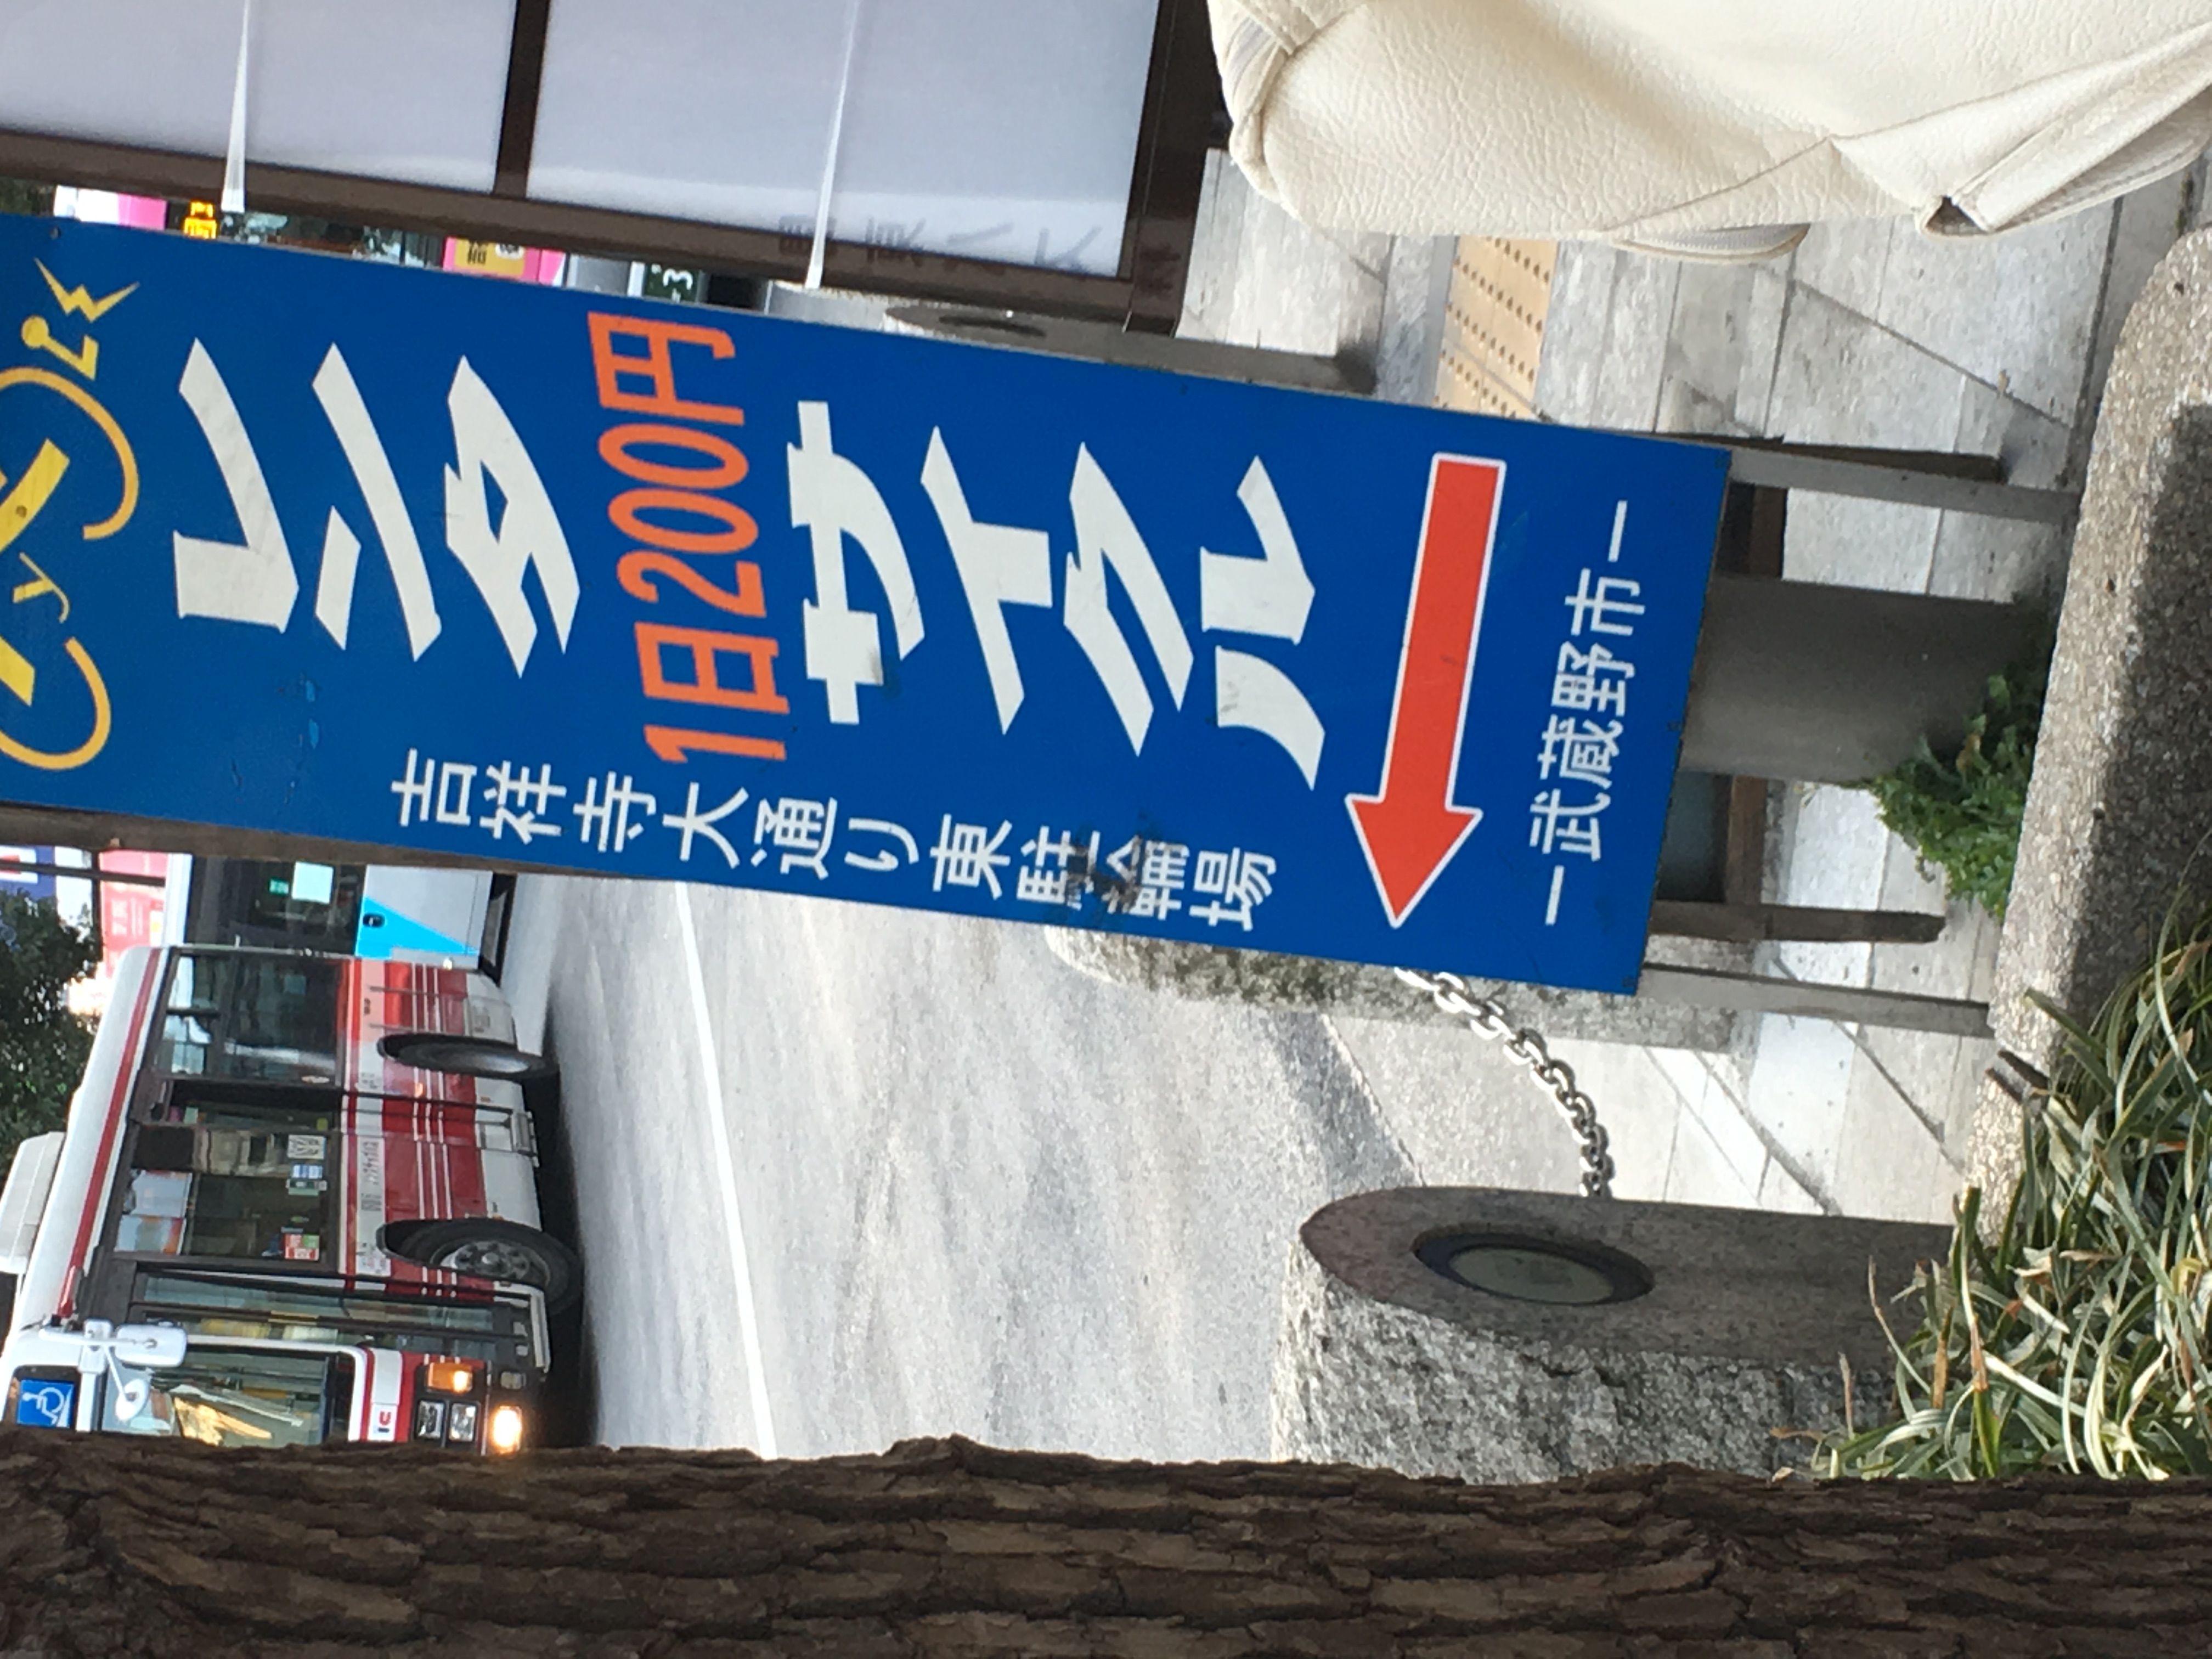 レンタ
1日200円
サイクル
吉祥寺大通り東駐輪場
ー武蔵野市ー